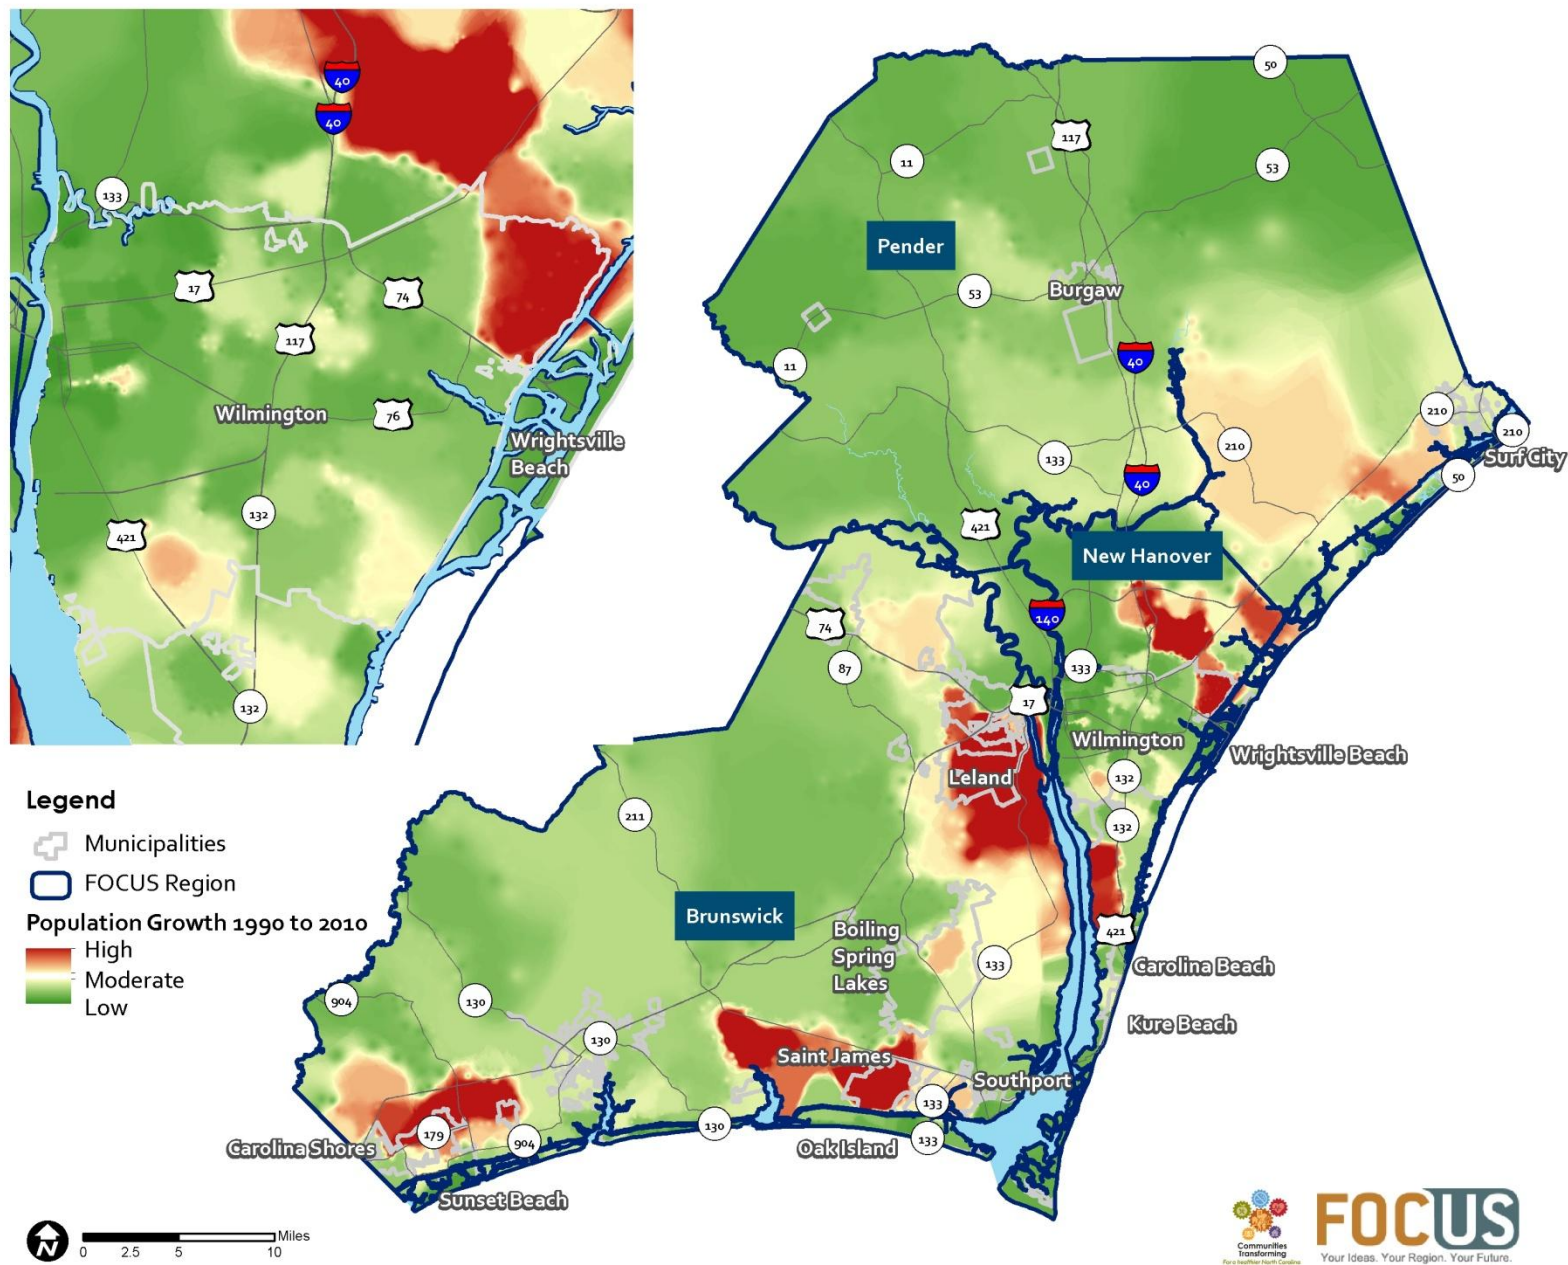 40
40
133
17
74
117
Wilmington
76
Wrightsville
Beach
132
421
132
50
117
11
53
Pender
53
Burgaw
11
40
210
210
210
Surf City
133
40
50
421
New Hanover
74
140
87
133
17
Wilmington
Wrightsville Beach
Leland
132
211
132
Brunswick
Boiling
Spring
Lakes
421
133
Carolina Beach
904
130
Kure Beach
130
Saint James
Southport
133
179
904
130
133
Carolina Shores
Oak Island
Sunset Beach
Legend
Municipalities
FOCUS Region
Population Growth 1990 to 2010
High
Moderate
Low
N
0 2.5 5 10 Miles
Communities
Transforming
For a healthier North Carolina
FOCUS
Your Ideas. Your Region. Your Future.